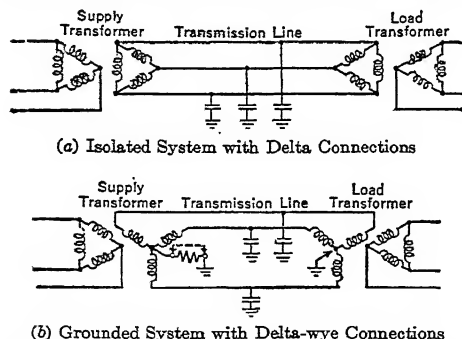 Supply
Transformer
Transmission Line
Load
Transformer
(a) Isolated System with Delta Connections
Supply
Transformer
Transmission Line
Load
Transformer
(b) Grounded System with Delta-wye Connections